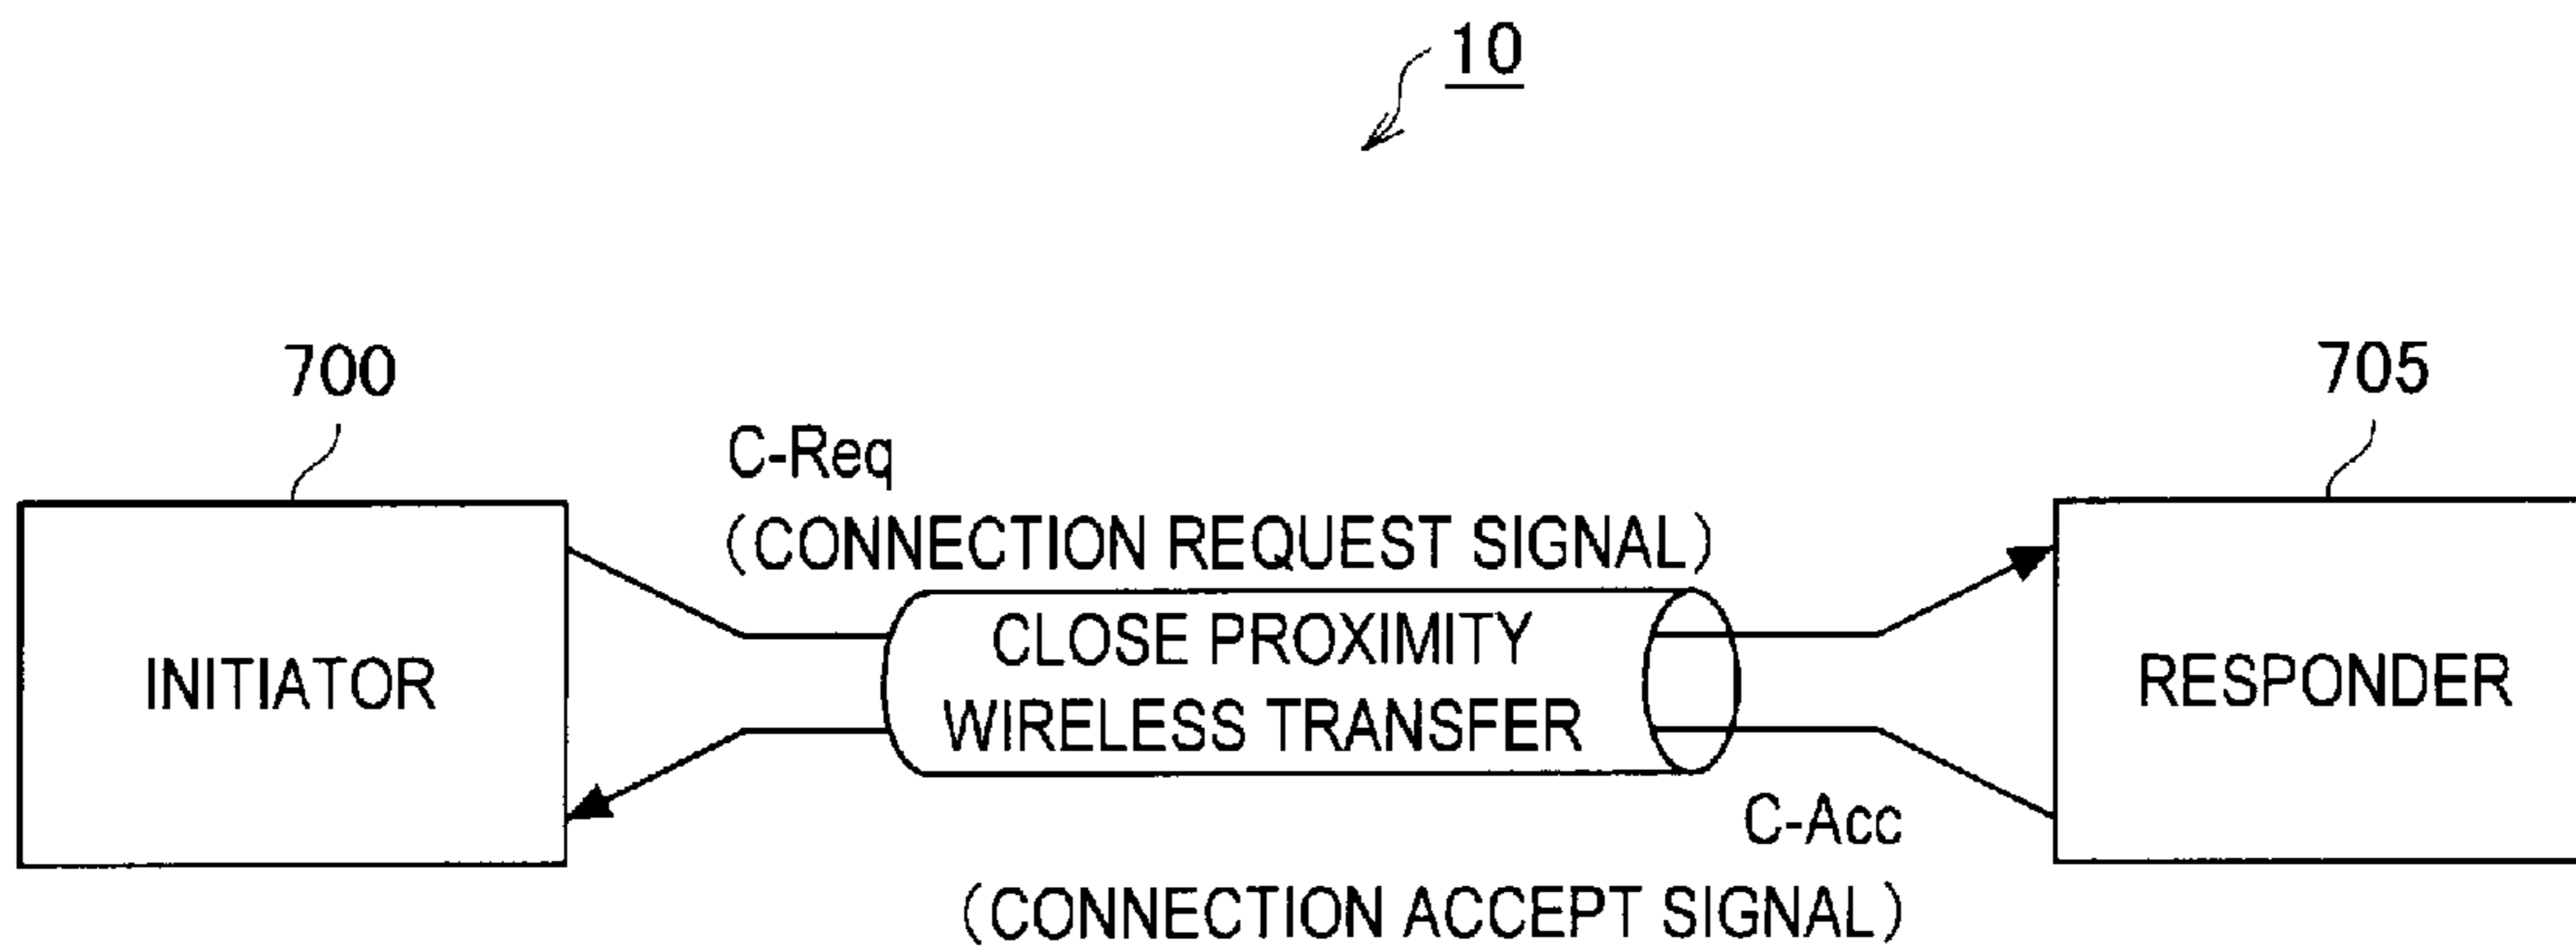 10
700
705
C-Req
(CONNECTION REQUEST SIGNAL)
CLOSE PROXIMITY
WIRELESS TRANSFER
INITIATOR
RESPONDER
C-Acc
(CONNECTION ACCEPT SIGNAL)